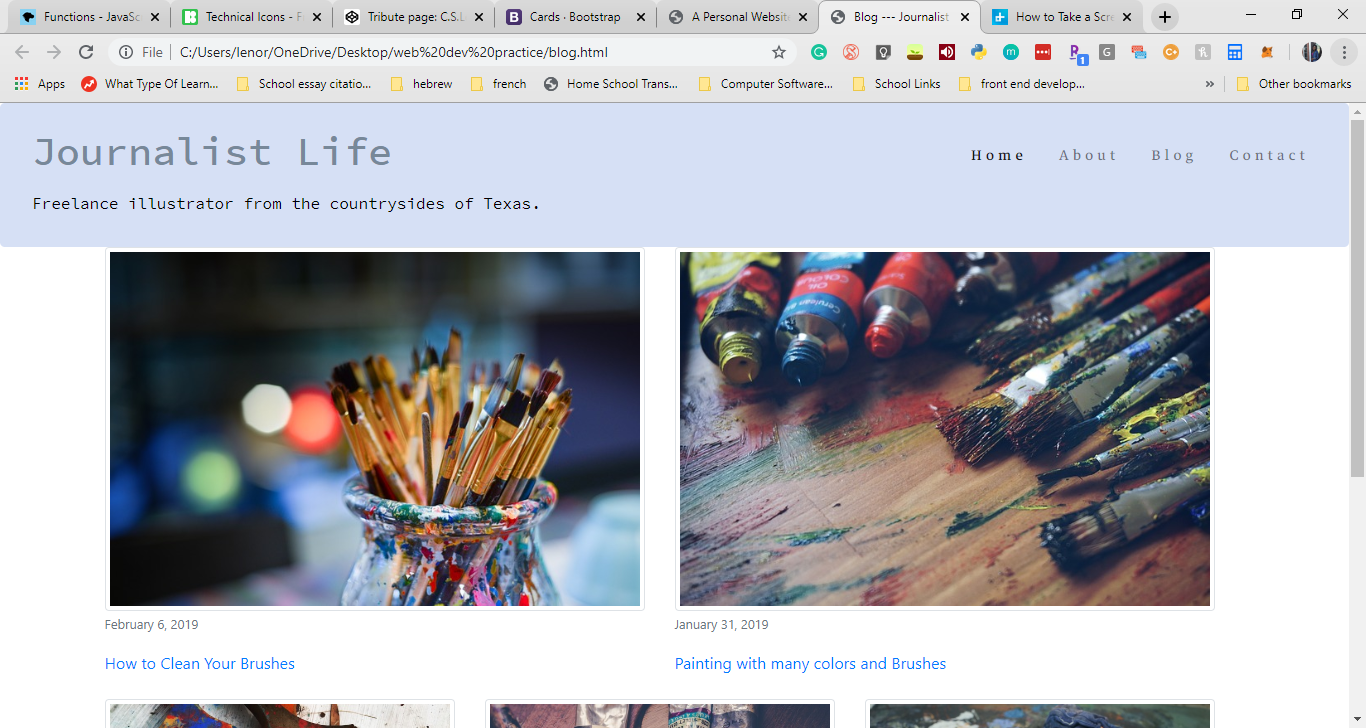 Functions - JavaSc
Technical Icons - F
Tribute page: C.S.L
Cards · Bootstrap
A Personal Website
Blog --- Journalist
How to Take a Scre
File
C:/Users/lenor/OneDrive/Desktop/web%20dev%20practice/blog.html
Apps
What Type Of Learn...
School essay citatio...
hebrew
french
Home School Trans...
Computer Software...
School Links
front end develop...
»
Other bookmarks
Journalist Life
Home
About
Blog
Contact
Freelance illustrator from the countrysides of Texas.
February 6, 2019
How to Clean Your Brushes
January 31, 2019
Painting with many colors and Brushes